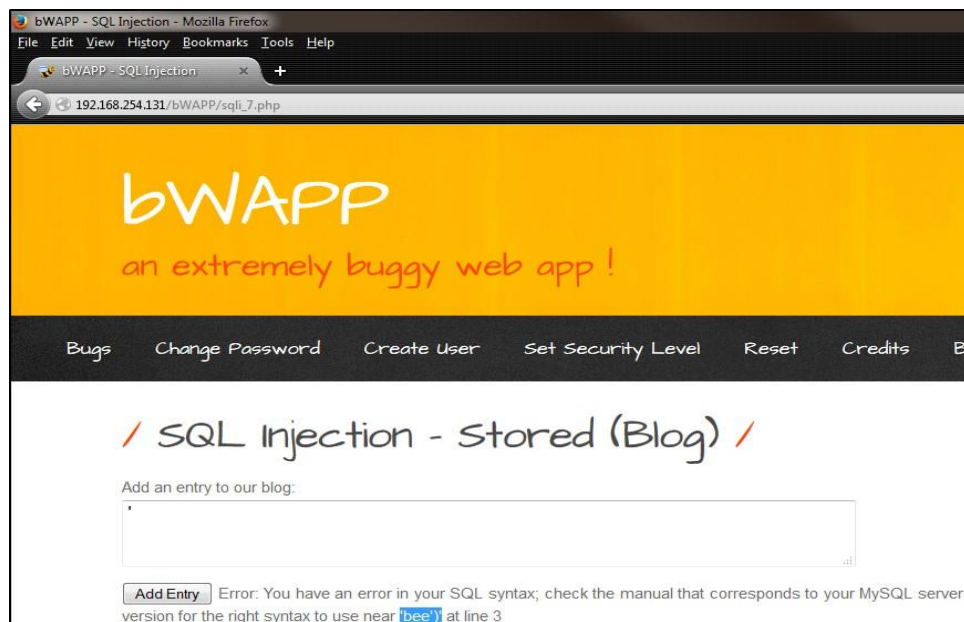 bWAPP - SQL Injection - Mozilla Firefox
File Edit View History Bookmarks Tools Help
bWAPP - SQL Injection × +
192.168.254.131/bWAPP/sqli_7.php
bWAPP
an extremely buggy web app !
Bugs Change Password Create User Set Security Level Reset Credits B
/ SQL Injection - Stored (Blog) /
Add an entry to our blog:
'
Add Entry Error: You have an error in your SQL syntax; check the manual that corresponds to your MySQL server
version for the right syntax to use near 'bee')' at line 3